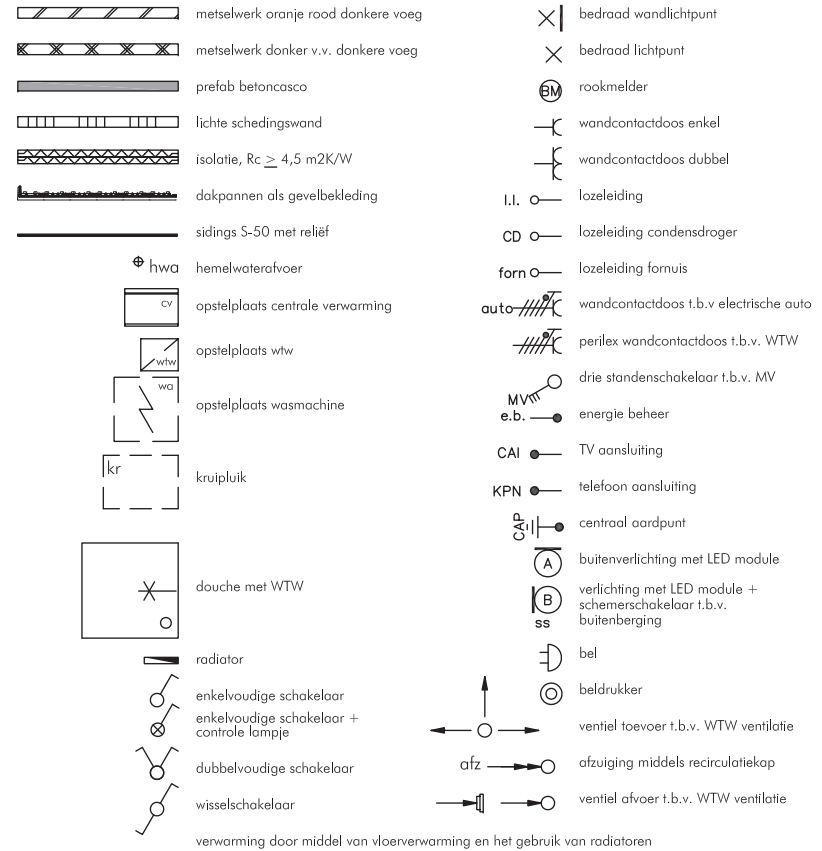 metselwerk oranje rood donkere voeg
metselwerk donker v.v. donkere voeg
prefab betoncasco
lichte schedingswand
isolatie, Rc ≥ 4,5 m2K/W
dakpannen als gevelbekleding
sidings S-50 met reliëf
hwa hemelwaterafvoer
cv opstelplaats centrale verwarming
wtw opstelplaats wtw
wa
opstelplaats wasmachine
kr
kruipluik
douche met WTW
radiator
enkelvoudige schakelaar
enkelvoudige schakelaar +
controle lampje
dubbelvoudige schakelaar
wisselschakelaar
bedraad wandlichtpunt
bedraad lichtpunt
BM rookmelder
wandcontactdoos enkel
wandcontactdoos dubbel
l.l. lozeleiding
CD lozeleiding condensdroger
forn lozeleiding fornuis
auto wandcontactdoos t.b.v electrische auto
perilex wandcontactdoos t.b.v. WTW
drie standenschakelaar t.b.v. MV
MV
e.b. energie beheer
CAI TV aansluiting
KPN telefoon aansluiting
CAP centraal aardpunt
A buitenverlichting met LED module
B verlichting met LED module +
schemerschakelaar t.b.v.
ss buitenberging
bel
beldrukker
ventiel toevoer t.b.v. WTW ventilatie
afz afzuiging middels recirculatiekap
ventiel afvoer t.b.v. WTW ventilatie
verwarming door middel van vloerverwarming en het gebruik van radiatoren